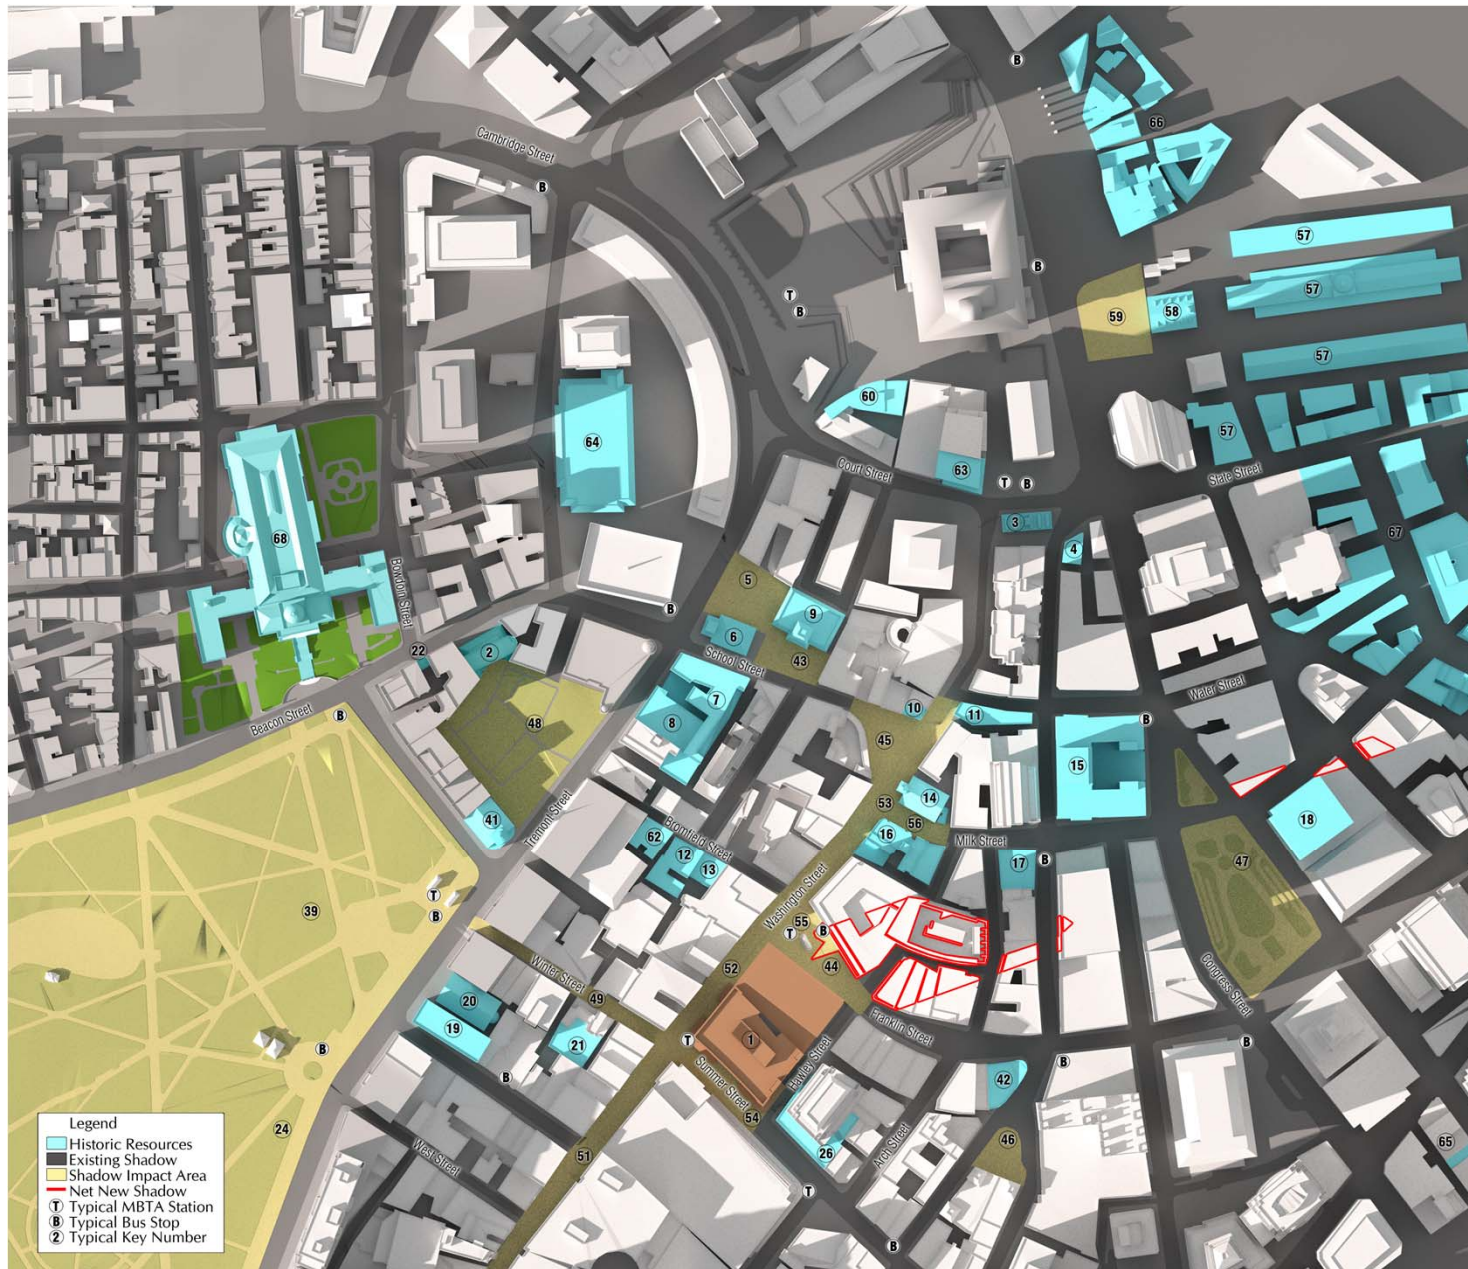 B
66
Cambridge Street
B
57
B
57
T
B
59
58
57
60
57
64
Court Street
63
State Street
T
B
3
67
68
4
Bowdoin Street
5
B
9
6
School Street
43
22
2
Water Street
7
10
11
B
Beacon Street
B
48
8
45
15
14
53
18
41
Tremont Street
56
62
Bromfield Street
16
Milk Street
12
13
17
B
47
Washington Street
T
B
39
55
T
B
44
52
Winter Street
Congress Street
20
49
19
Franklin Street
1
T
21
B
B
B
Summer Street
Hawley Street
B
42
54
24
46
26
Arch Street
65
West Street
51
T
B
Legend
Historic Resources
Existing Shadow
Shadow Impact Area
Net New Shadow
T Typical MBTA Station
B Typical Bus Stop
2 Typical Key Number